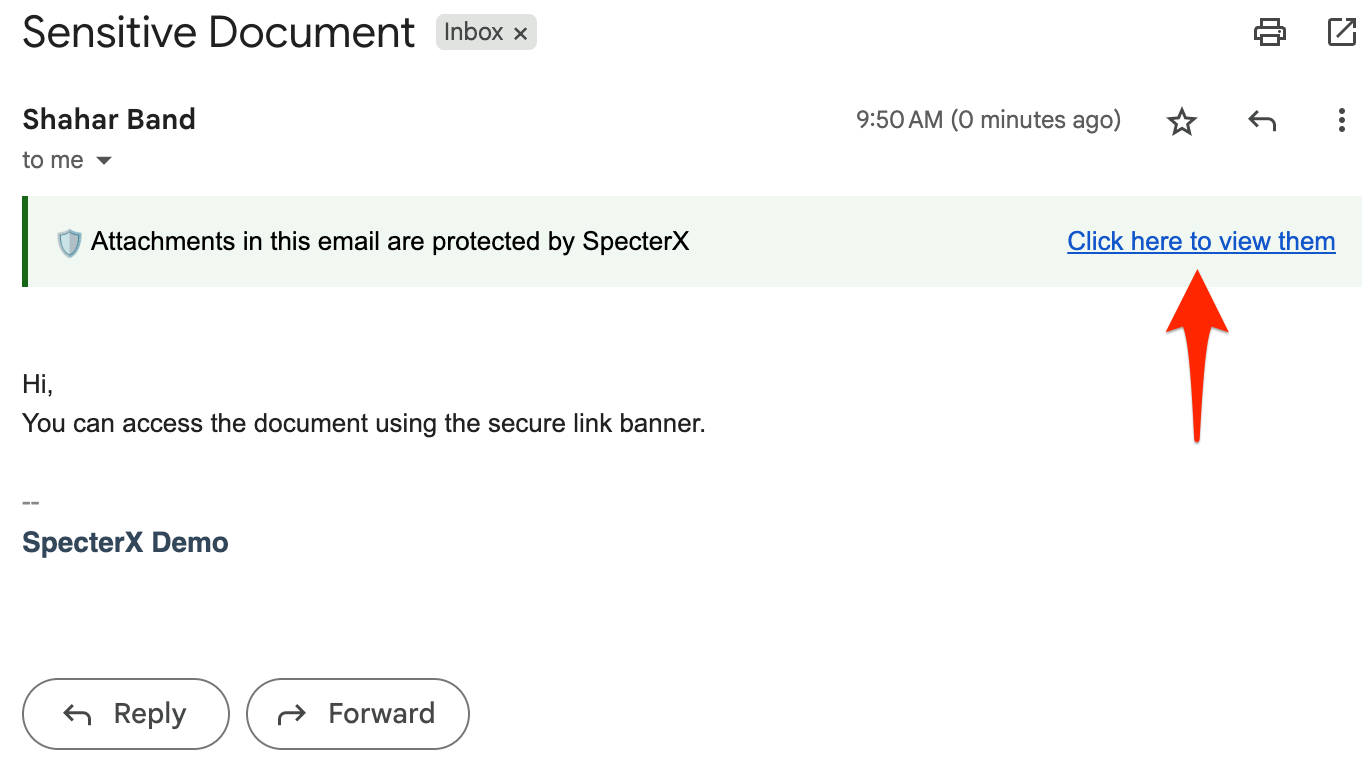 Sensitive Document Inbox ×
Shahar Band 9:50 AM (0 minutes ago)
to me
Attachments in this email are protected by SpecterX Click here to view them
Hi,
You can access the document using the secure link banner.
--
SpecterX Demo
Reply Forward